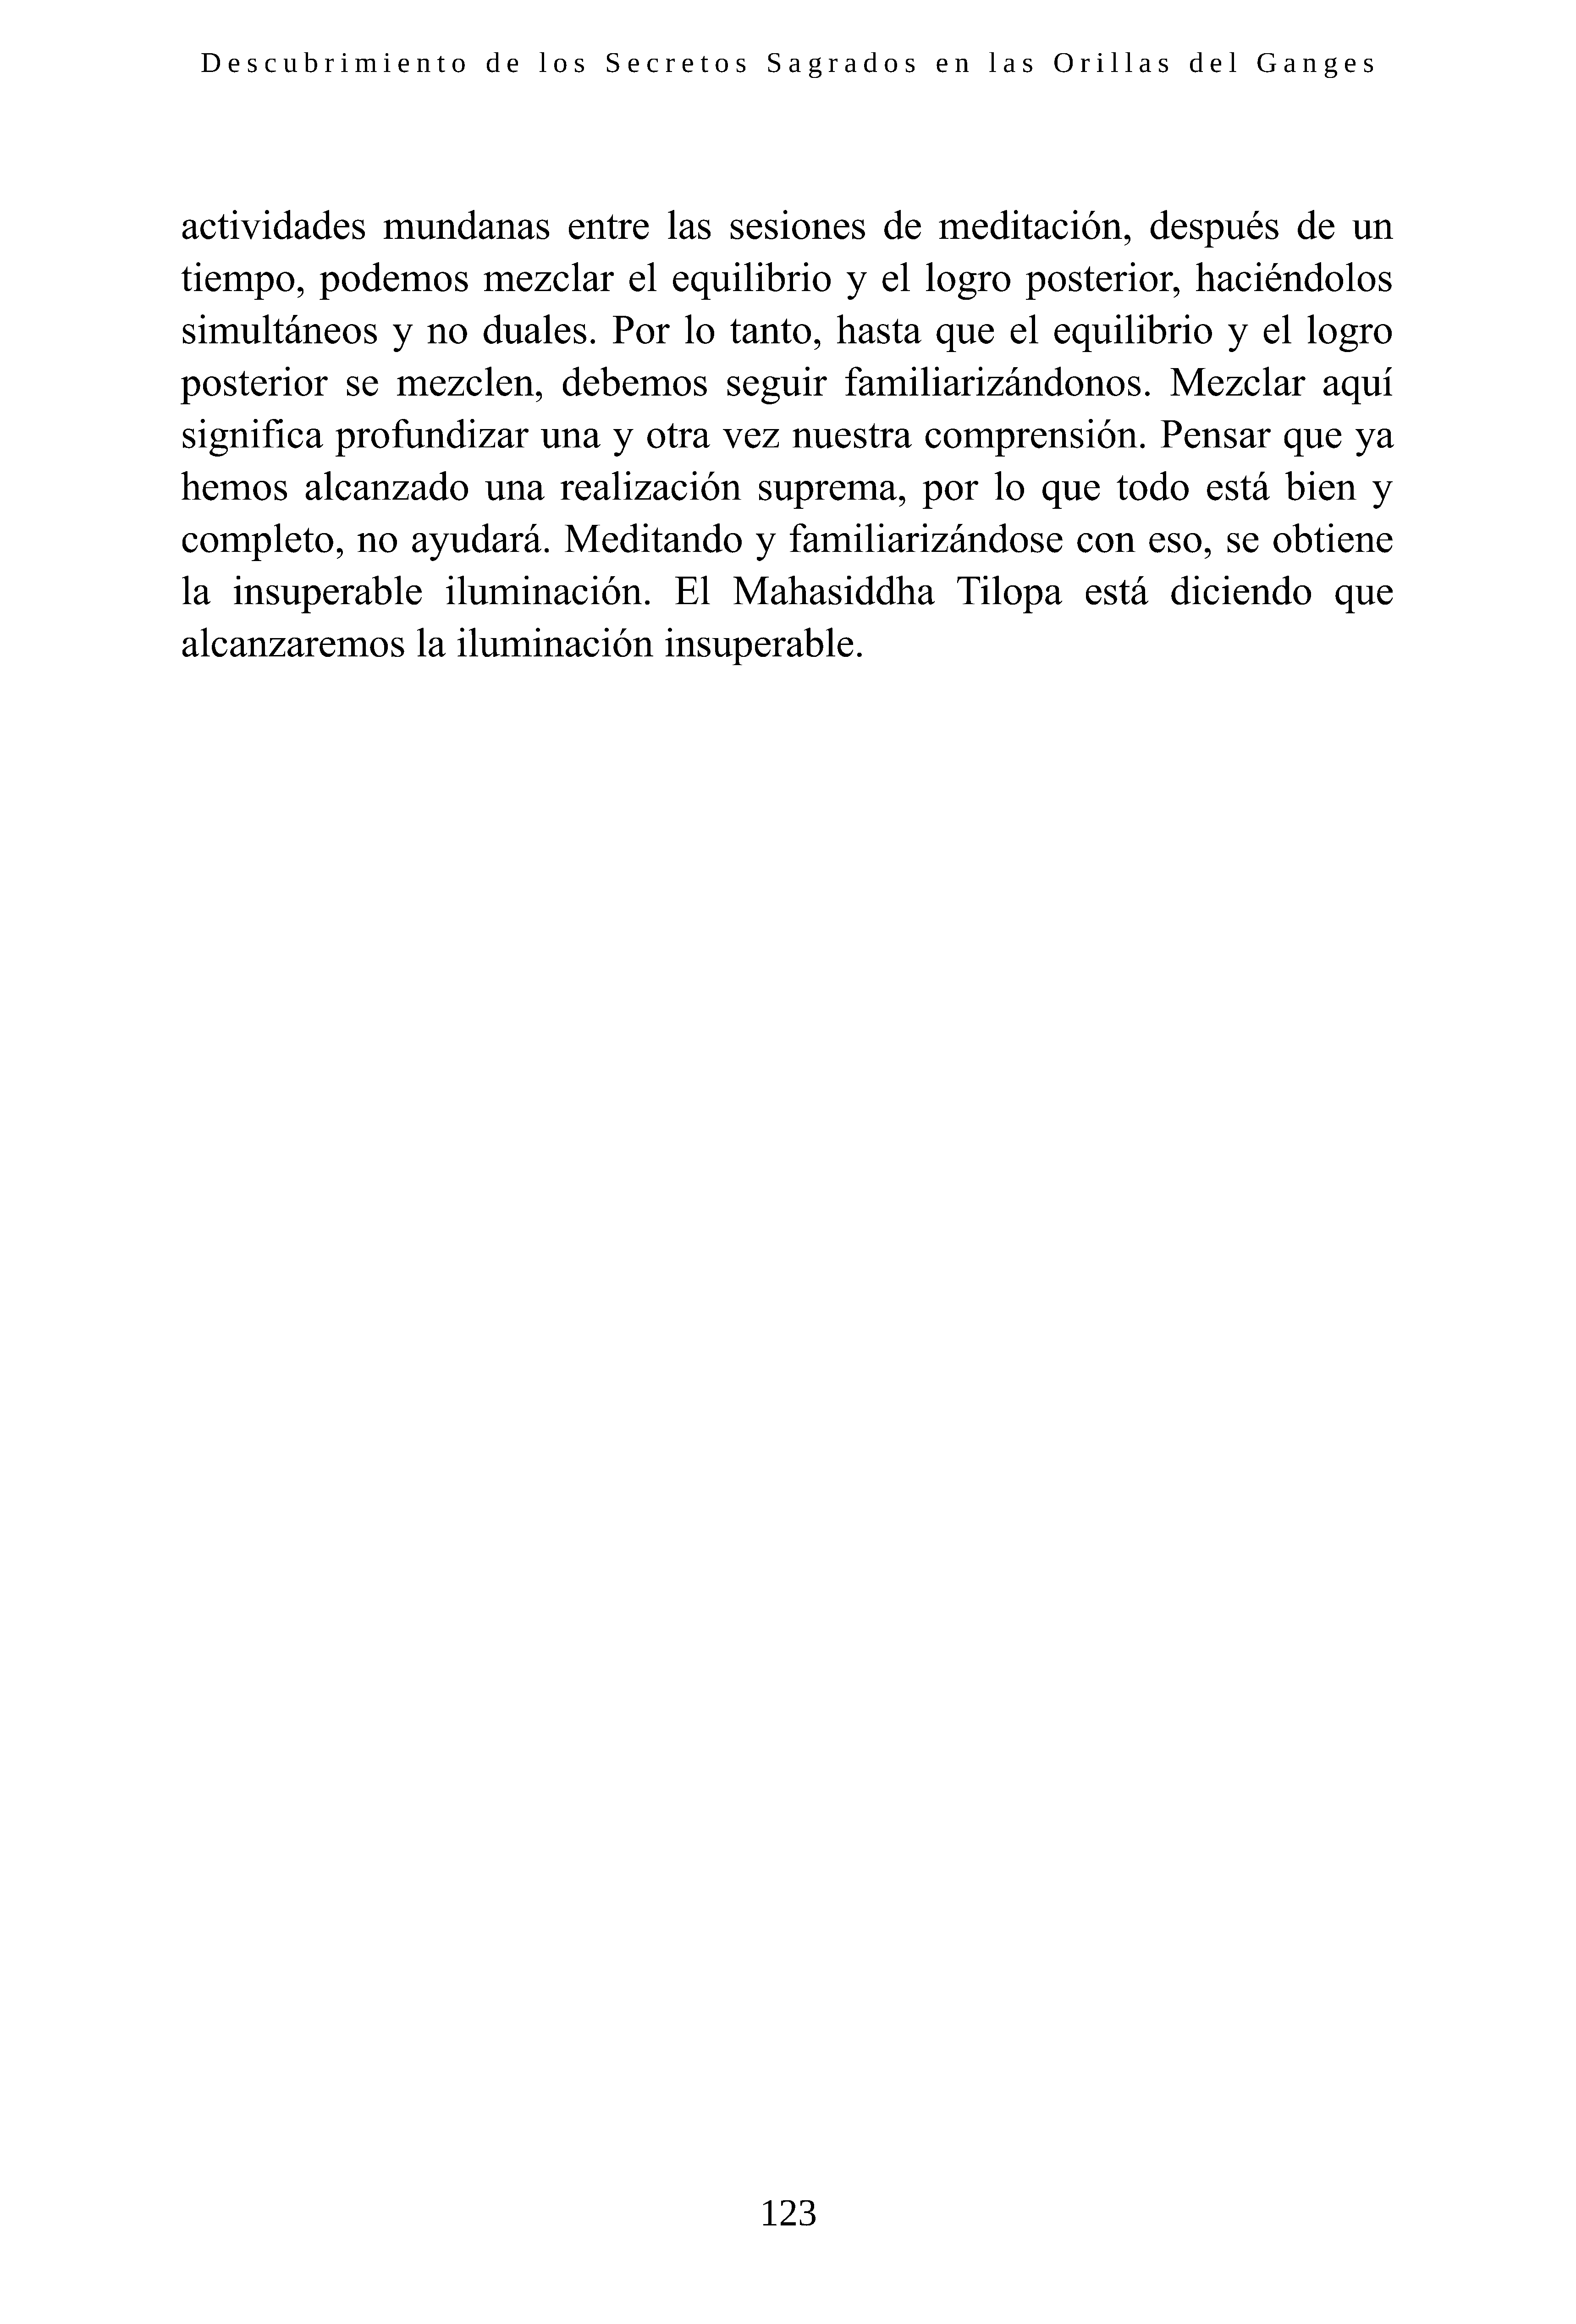 Descubrimiento de los Secretos Sagrados en las Orillas del Ganges
actividades mundanas entre las sesiones de meditación, después de un
tiempo, podemos mezclar el equilibrio y el logro posterior, haciéndolos
simultáneos y no duales. Por lo tanto, hasta que el equilibrio y el logro
posterior se mezclen, debemos seguir familiarizándonos. Mezclar aquí
significa profundizar una y otra vez nuestra comprensión. Pensar que ya
hemos alcanzado una realización suprema, por lo que todo está bien y
completo, no ayudará. Meditando y familiarizándose con eso, se obtiene
la insuperable iluminación. El Mahasiddha Tilopa está diciendo que
alcanzaremos la iluminación insuperable.
123